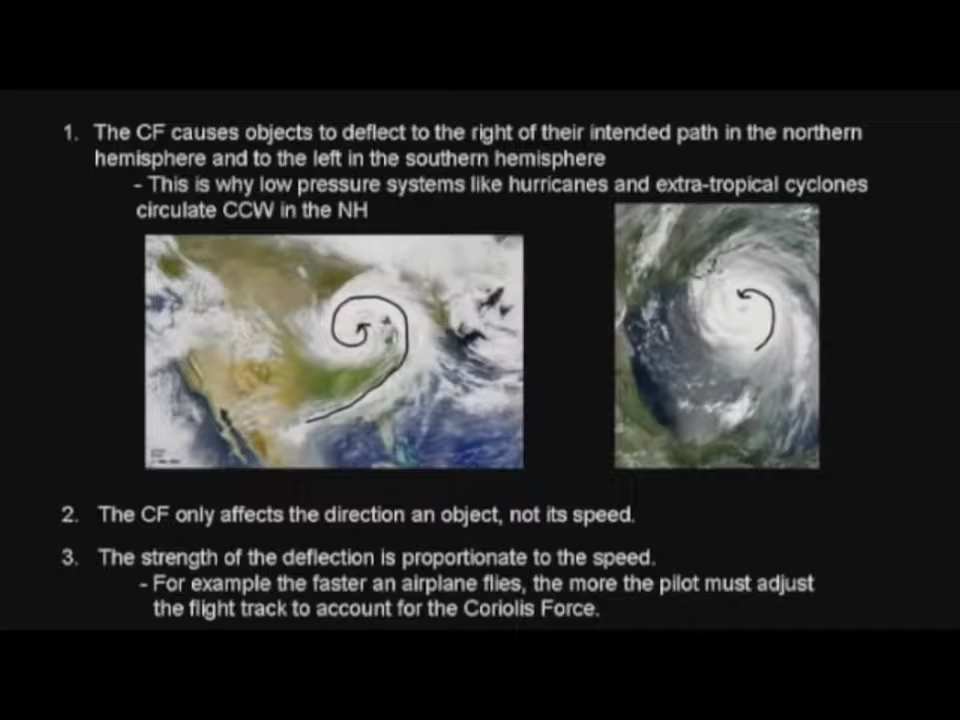 1. The CF causes objects to deflect to the right of their intended path in the northern
hemisphere and to the left in the southern hemisphere
- This is why low pressure systems like hurricanes and extra-tropical cyclones
circulate CCW in the NH
2. The CF only affects the direction an object, not its speed.
3. The strength of the deflection is proportionate to the speed.
- For example the faster an airplane flies, the more the pilot must adjust
the flight track to account for the Coriolis Force.